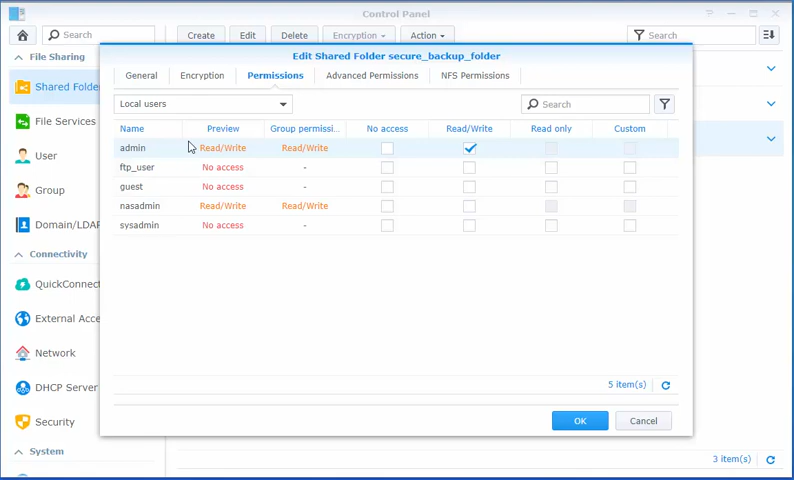 Control Panel
Search
Create
Edit
Delete
Encryption
Action
Search
File Sharing
Shared Folde
File Services
User
Group
Domain/LDA
Connectivity
QuickConnect
External Acce
Network
DHCP Server
Security
System
Edit Shared Folder secure_backup_folder
General
Encryption
Permissions
Advanced Permissions
NFS Permissions
Local users
Search
Name Preview Group permissi... No access Read/Write Read only Custom
admin Read/Write Read/Write
ftp_user No access -
guest No access -
nasadmin Read/Write Read/Write
sysadmin No access -
5 item(s)
OK
Cancel
3 item(s)